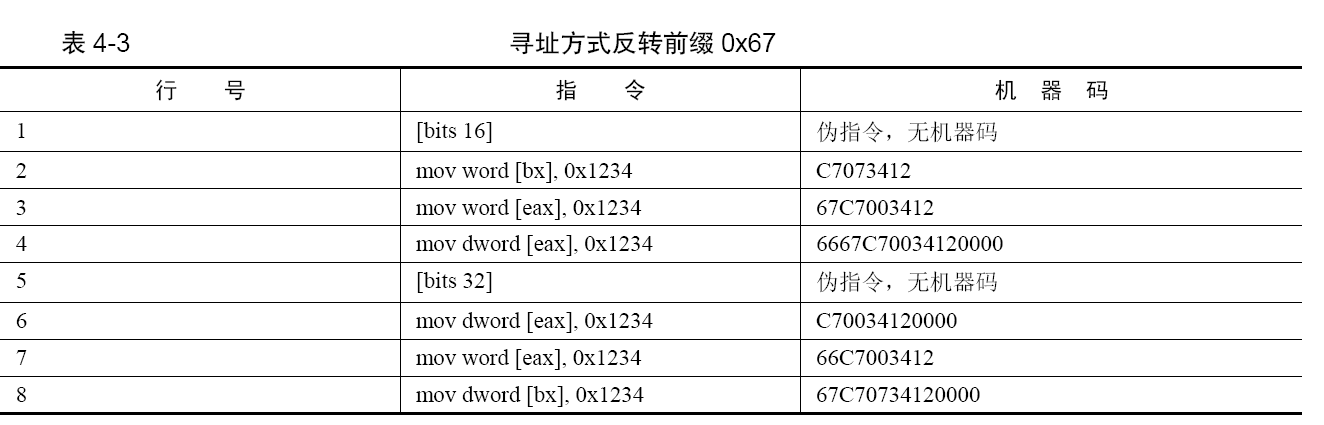 表 4-3 寻址方式反转前缀 0x67
行 号 指 令 机 器 码
1 [bits 16] 伪指令，无机器码
2 mov word [bx], 0x1234 C7073412
3 mov word [eax], 0x1234 67C7003412
4 mov dword [eax], 0x1234 6667C70034120000
5 [bits 32] 伪指令，无机器码
6 mov dword [eax], 0x1234 C70034120000
7 mov word [eax], 0x1234 66C7003412
8 mov dword [bx], 0x1234 67C70734120000